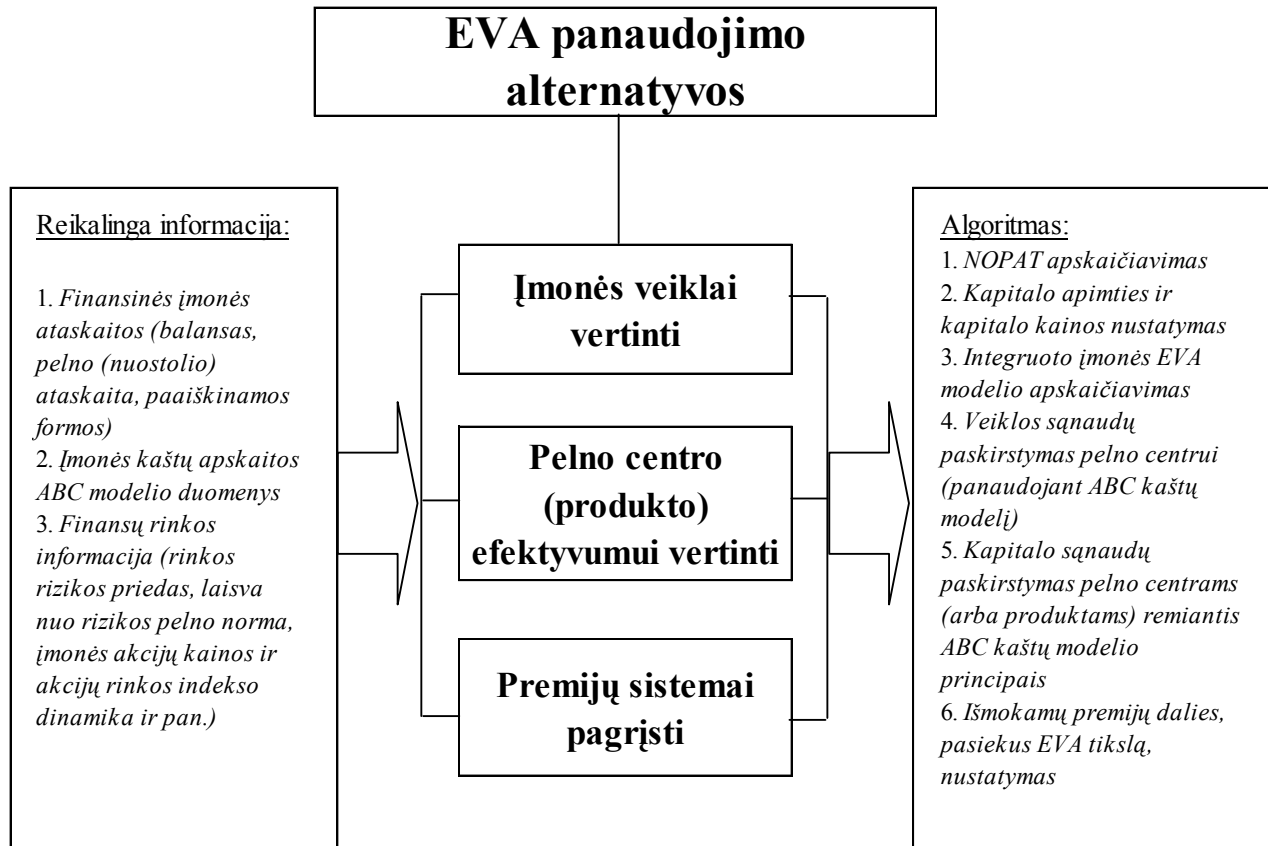 EVA panaudojimo
alternatyvos
Reikalinga informacija:
1. Finansinės įmonės
ataskaitos (balansas,
pelno (nuostolio)
ataskaita, paaiškinamos
formos)
2. Įmonės kaštų apskaitos
ABC modelio duomenys
3. Finansų rinkos
informacija (rinkos
rizikos priedas, laisva
nuo rizikos pelno norma,
įmonės akcijų kainos ir
akcijų rinkos indekso
dinamika ir pan.)
Įmonės veiklai
vertinti
Pelno centro
(produkto)
efektyvumui vertinti
Premijų sistemai
pagrįsti
Algoritmas:
1. NOPAT apskaičiavimas
2. Kapitalo apimties ir
kapitalo kainos nustatymas
3. Integruoto įmonės EVA
modelio apskaičiavimas
4. Veiklos sąnaudų
paskirstymas pelno centrui
(panaudojant ABC kaštų
modelį)
5. Kapitalo sąnaudų
paskirstymas pelno centrams
(arba produktams) remiantis
ABC kaštų modelio
principais
6. Išmokamų premijų dalies,
pasiekus EVA tikslą,
nustatymas